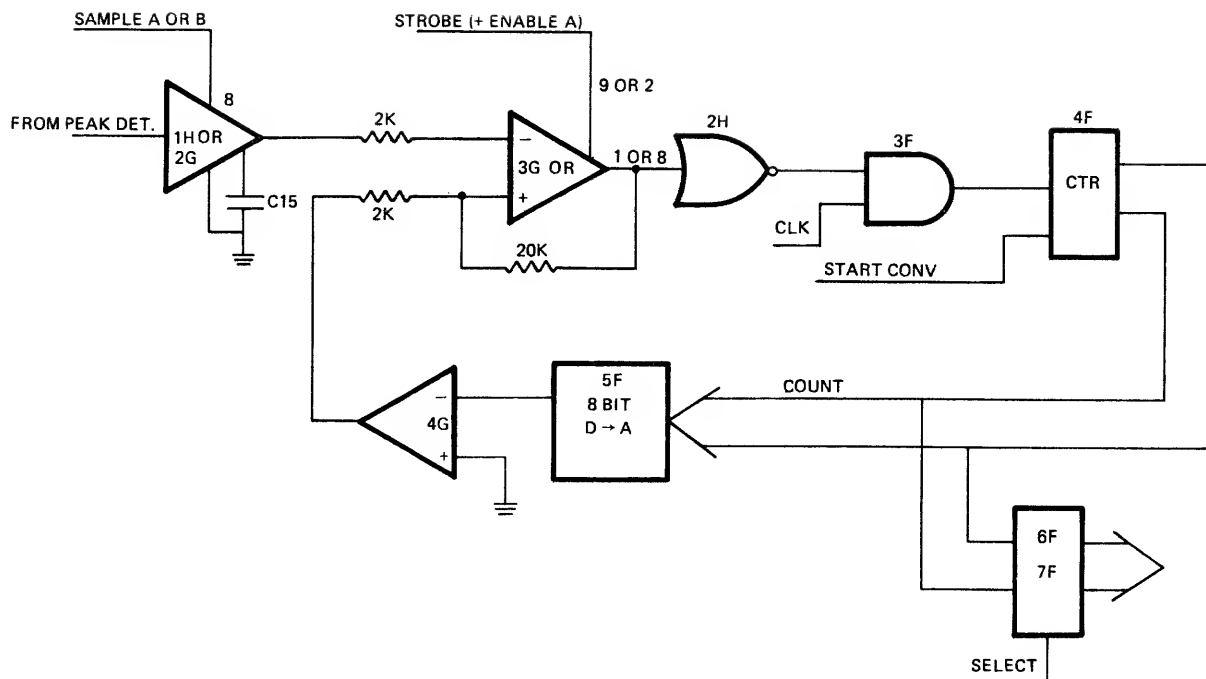 SAMPLE A OR B
STROBE (+ ENABLE A)
8
9 OR 2
FROM PEAK DET.
1H OR
2G
2K
−
3G OR
+
1 OR 8
2H
3F
4F
CTR
C15
2K
20K
CLK
START CONV
5F
8 BIT
D → A
COUNT
−
4G
+
6F
7F
SELECT